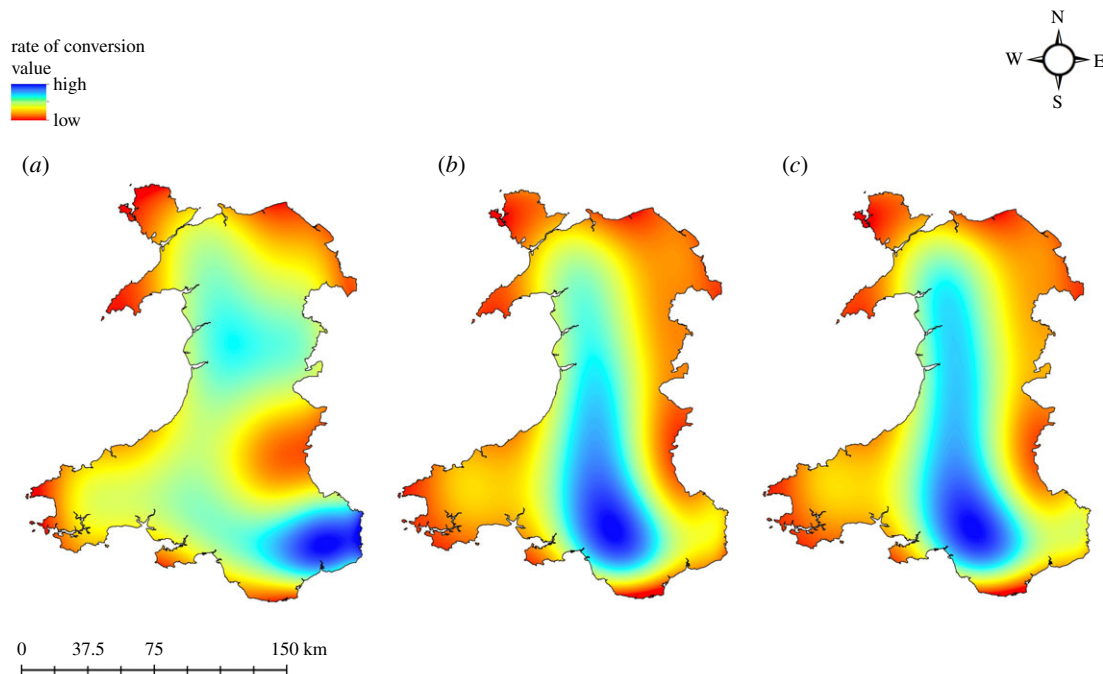 rate of conversion
value
high
low
N
W E
S
(a) (b) (c)
0 37.5 75 150 km